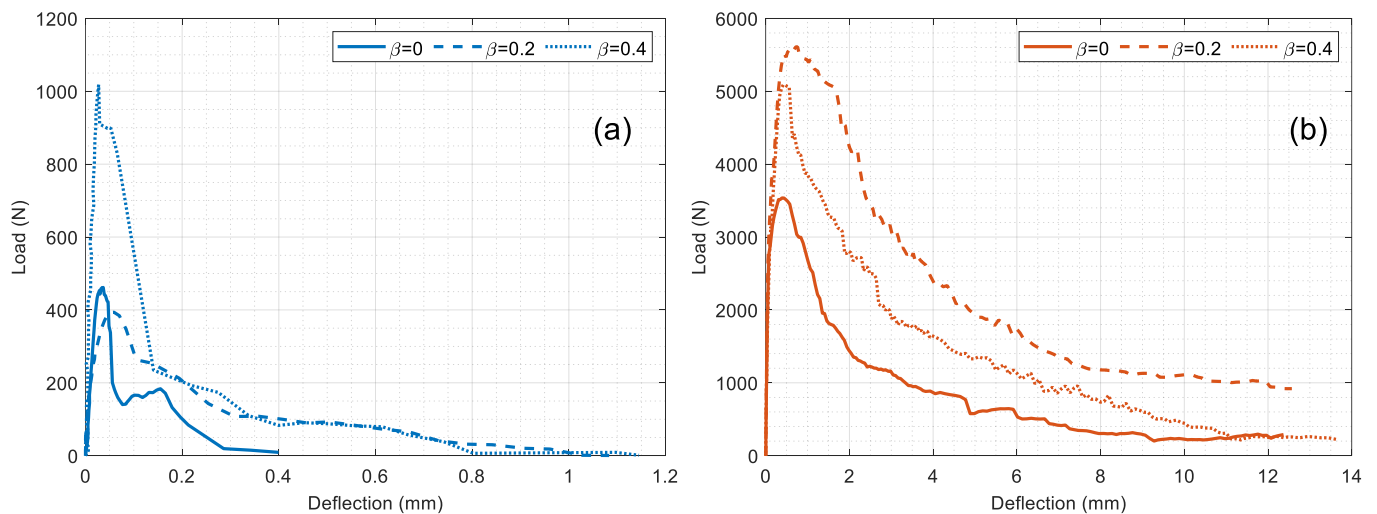 1200
1000
800
600
400
200
0
Load (N)
β=0 β=0.2 β=0.4
(a)
0 0.2 0.4 0.6 0.8 1 1.2
Deflection (mm)
6000
5000
4000
3000
2000
1000
0
Load (N)
β=0 β=0.2 β=0.4
(b)
0 2 4 6 8 10 12 14
Deflection (mm)